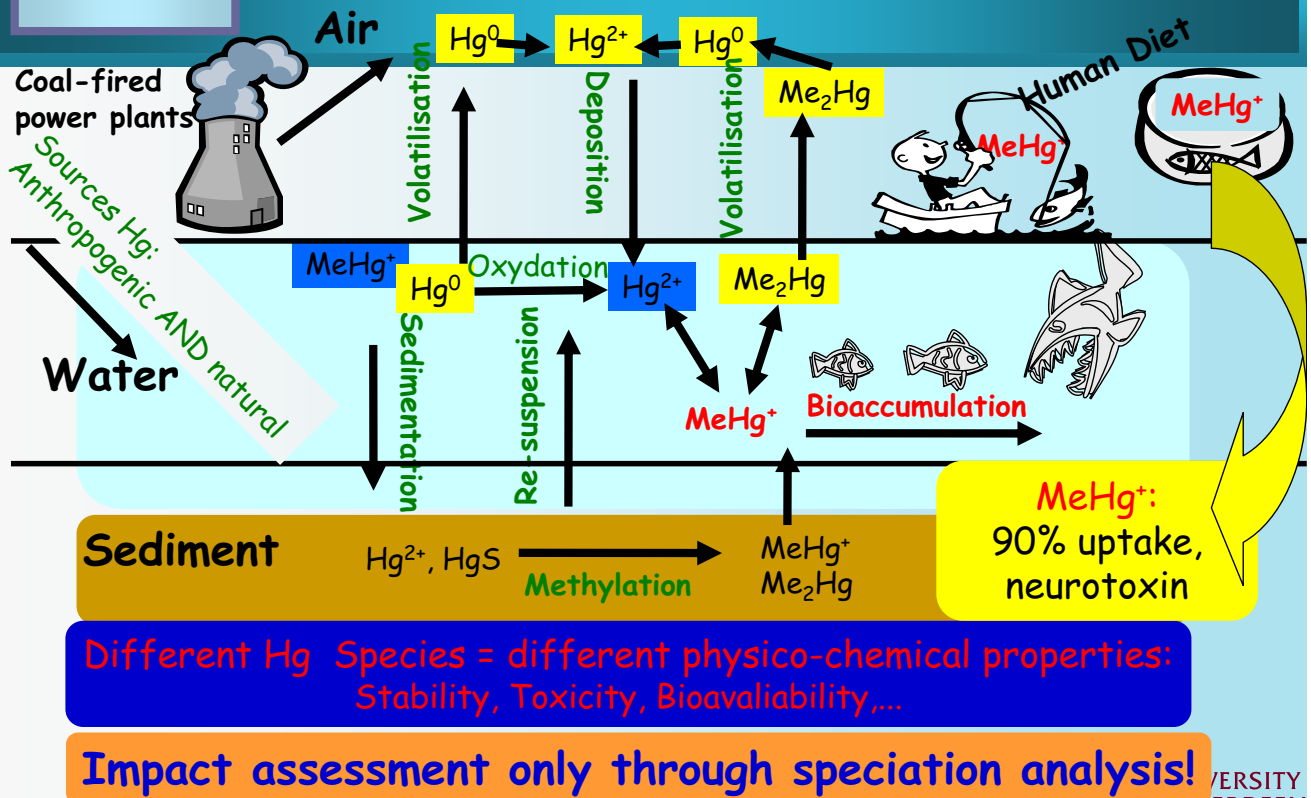 Air
Hg⁰
Hg²⁺
Hg⁰
Me₂Hg
Human Diet
MeHg⁺
MeHg⁺
Coal-fired
power plants
Volatilisation
Deposition
Volatilisation
Sources Hg:
Anthropogenic AND natural
MeHg⁺
Hg⁰
Oxydation
Hg²⁺
Me₂Hg
Water
Sedimentation
Re-suspension
MeHg⁺
Bioaccumulation
Sediment
Hg²⁺, HgS
Methylation
MeHg⁺
Me₂Hg
MeHg⁺:
90% uptake,
neurotoxin
Different Hg Species = different physico-chemical properties:
Stability, Toxicity, Bioavaliability,...
Impact assessment only through speciation analysis!
VERSITY